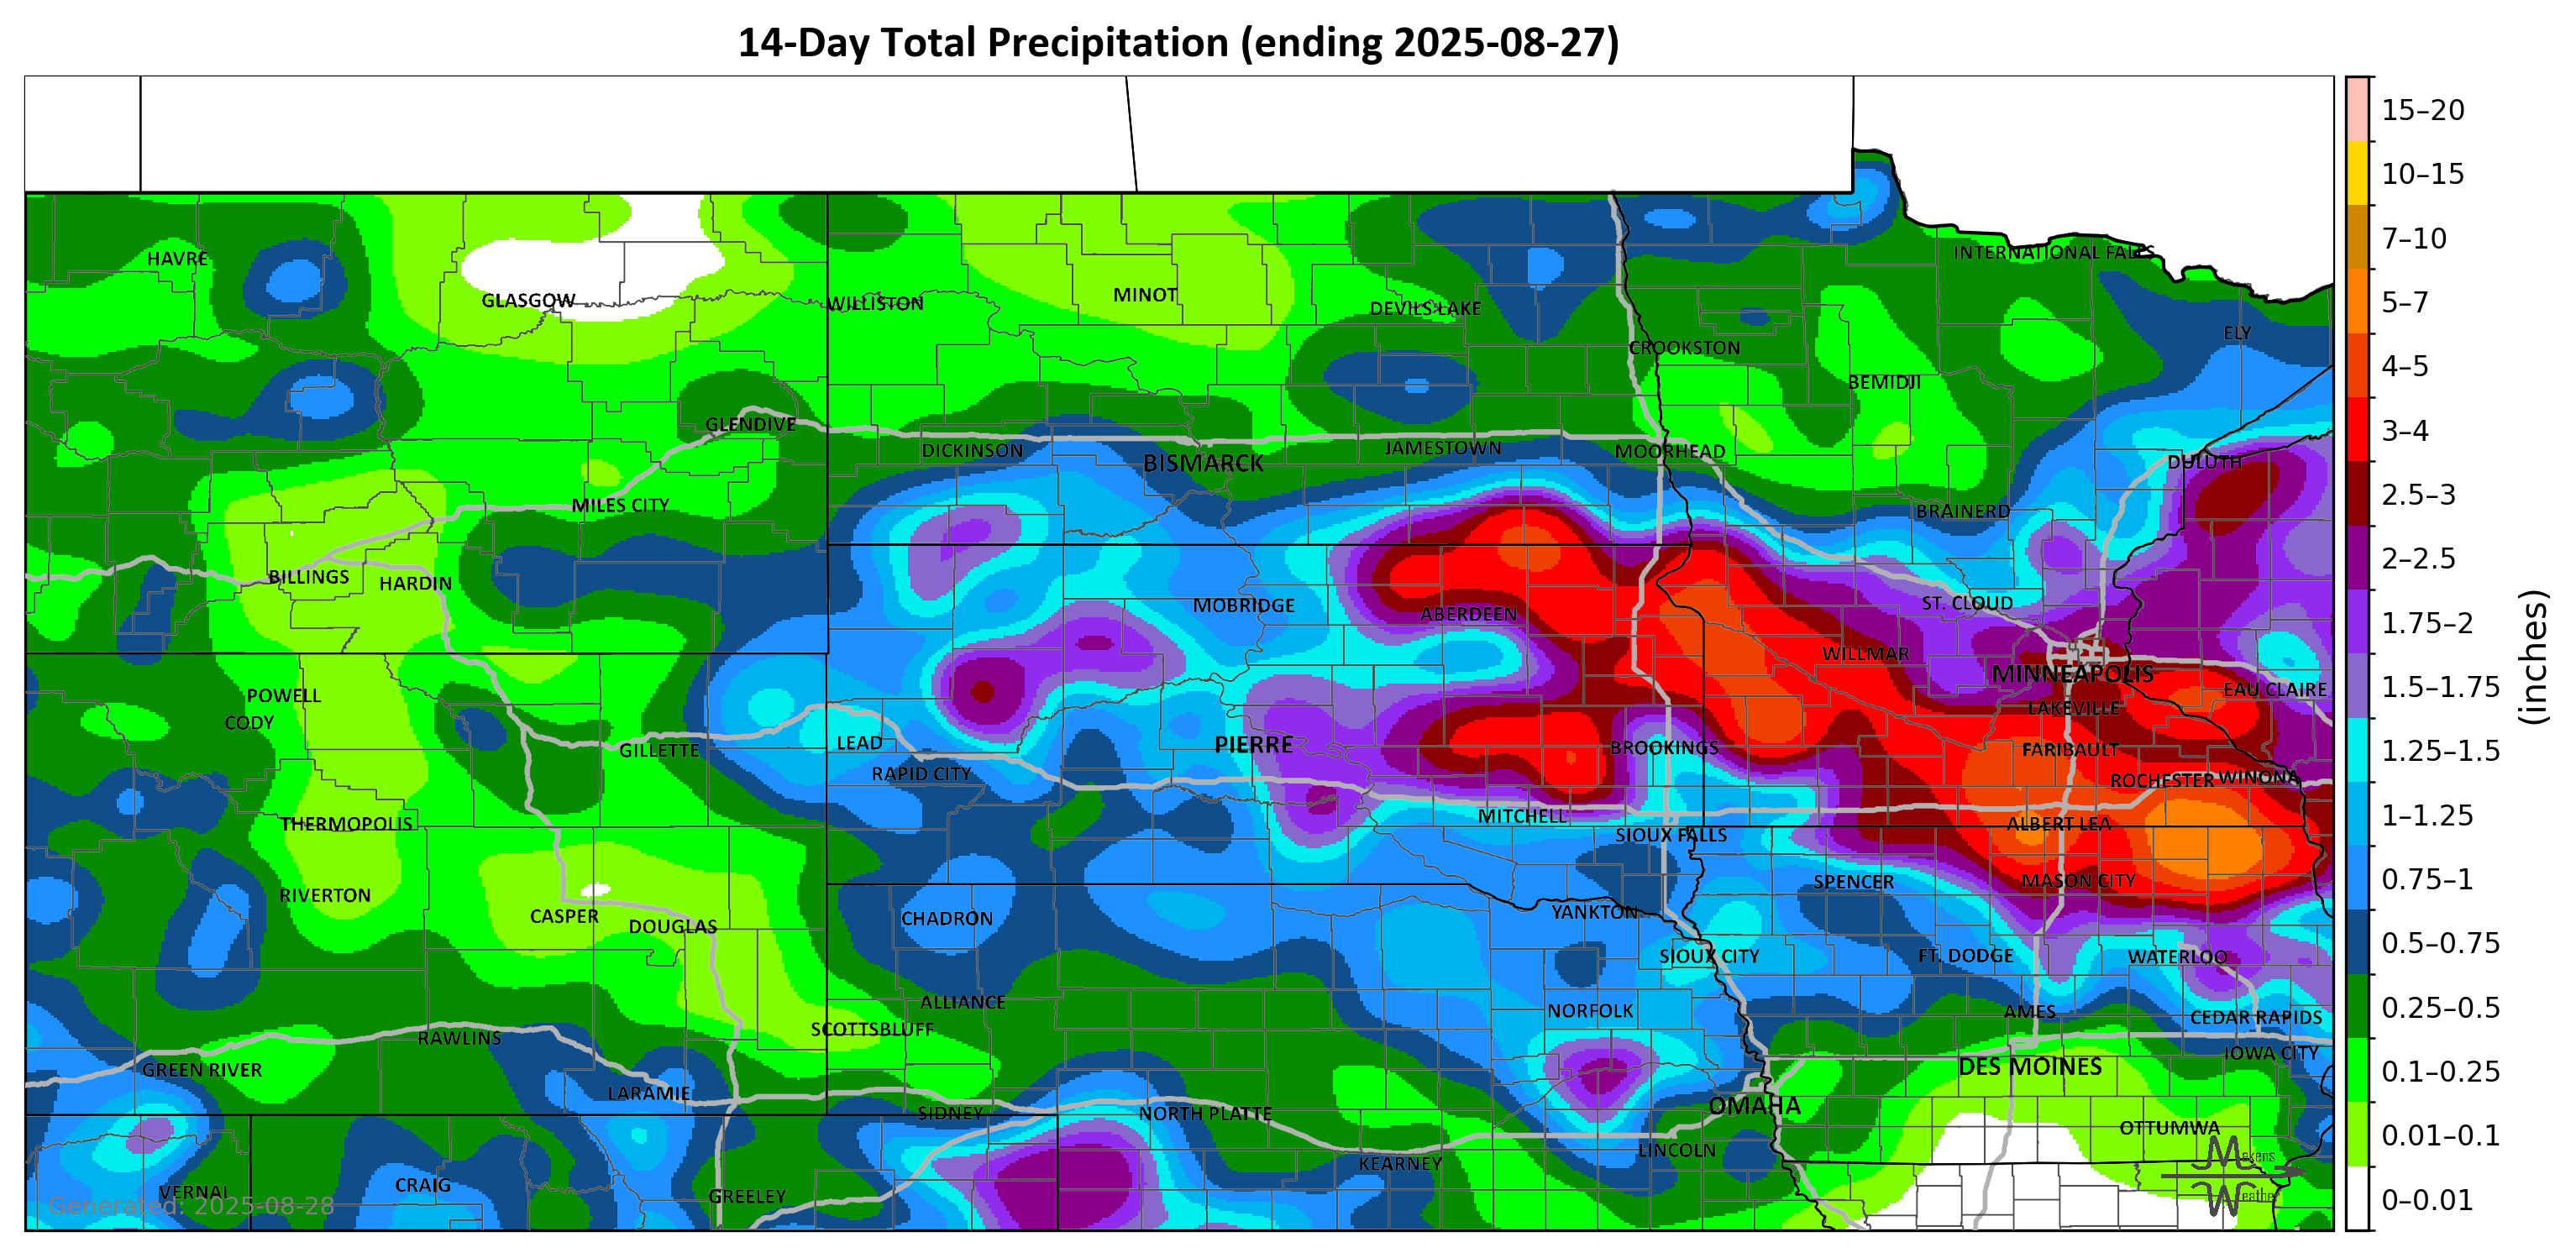 14-Day Total Precipitation (ending 2025-08-27)
15–20
10–15
7–10
5–7
4–5
3–4
2.5–3
2–2.5
1.75–2
1.5–1.75
1.25–1.5
1–1.25
0.75–1
0.5–0.75
0.25–0.5
0.1–0.25
0.01–0.1
0–0.01
(inches)
INTERNATIONAL FALLS
HAVRE
GLASGOW
WILLISTON
MINOT
DEVILS LAKE
ELY
CROOKSTON
BEMIDJI
GLENDIVE
DICKINSON
BISMARCK
JAMESTOWN
MOORHEAD
DULUTH
MILES CITY
BRAINERD
BILLINGS
HARDIN
MOBRIDGE
ABERDEEN
ST. CLOUD
WILLMAR
MINNEAPOLIS
EAU CLAIRE
POWELL
CODY
LAKEVILLE
GILLETTE
LEAD
PIERRE
BROOKINGS
FARIBAULT
RAPID CITY
ROCHESTER
WINONA
THERMOPOLIS
MITCHELL
SIOUX FALLS
ALBERT LEA
RIVERTON
SPENCER
MASON CITY
CASPER
DOUGLAS
CHADRON
YANKTON
SIOUX CITY
FT. DODGE
WATERLOO
ALLIANCE
NORFOLK
AMES
CEDAR RAPIDS
SCOTTSBLUFF
RAWLINS
IOWA CITY
GREEN RIVER
DES MOINES
LARAMIE
SIDNEY
NORTH PLATTE
OMAHA
OTTUMWA
LINCOLN
KEARNEY
VERNAL
CRAIG
GREELEY
Generated: 2025-08-28
Makens
Weather